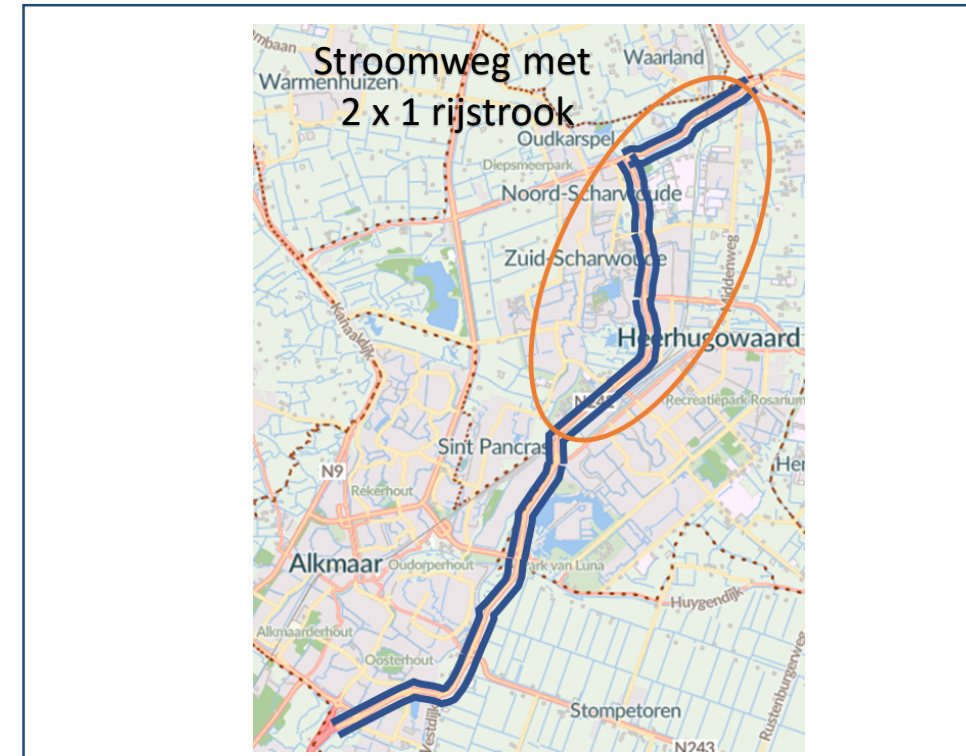 Stroomweg met
2 x 1 rijstrook
Waarland
Warmenhuizen
Oudkarspel
Diepsmeerpark
Noord-Scharwoude
Zuid-Scharwoude
Middenweg
Kanaaldijk
Heerhugowaard
N242
Recreatiepark Rosarium
Sint Pancras
N9
Rekerhout
Alkmaar
Oudorperhout
Park van Luna
Huygendijk
Alkmaarderhout
Oosterhout
Stompetoren
Rustenburgerweg
N243